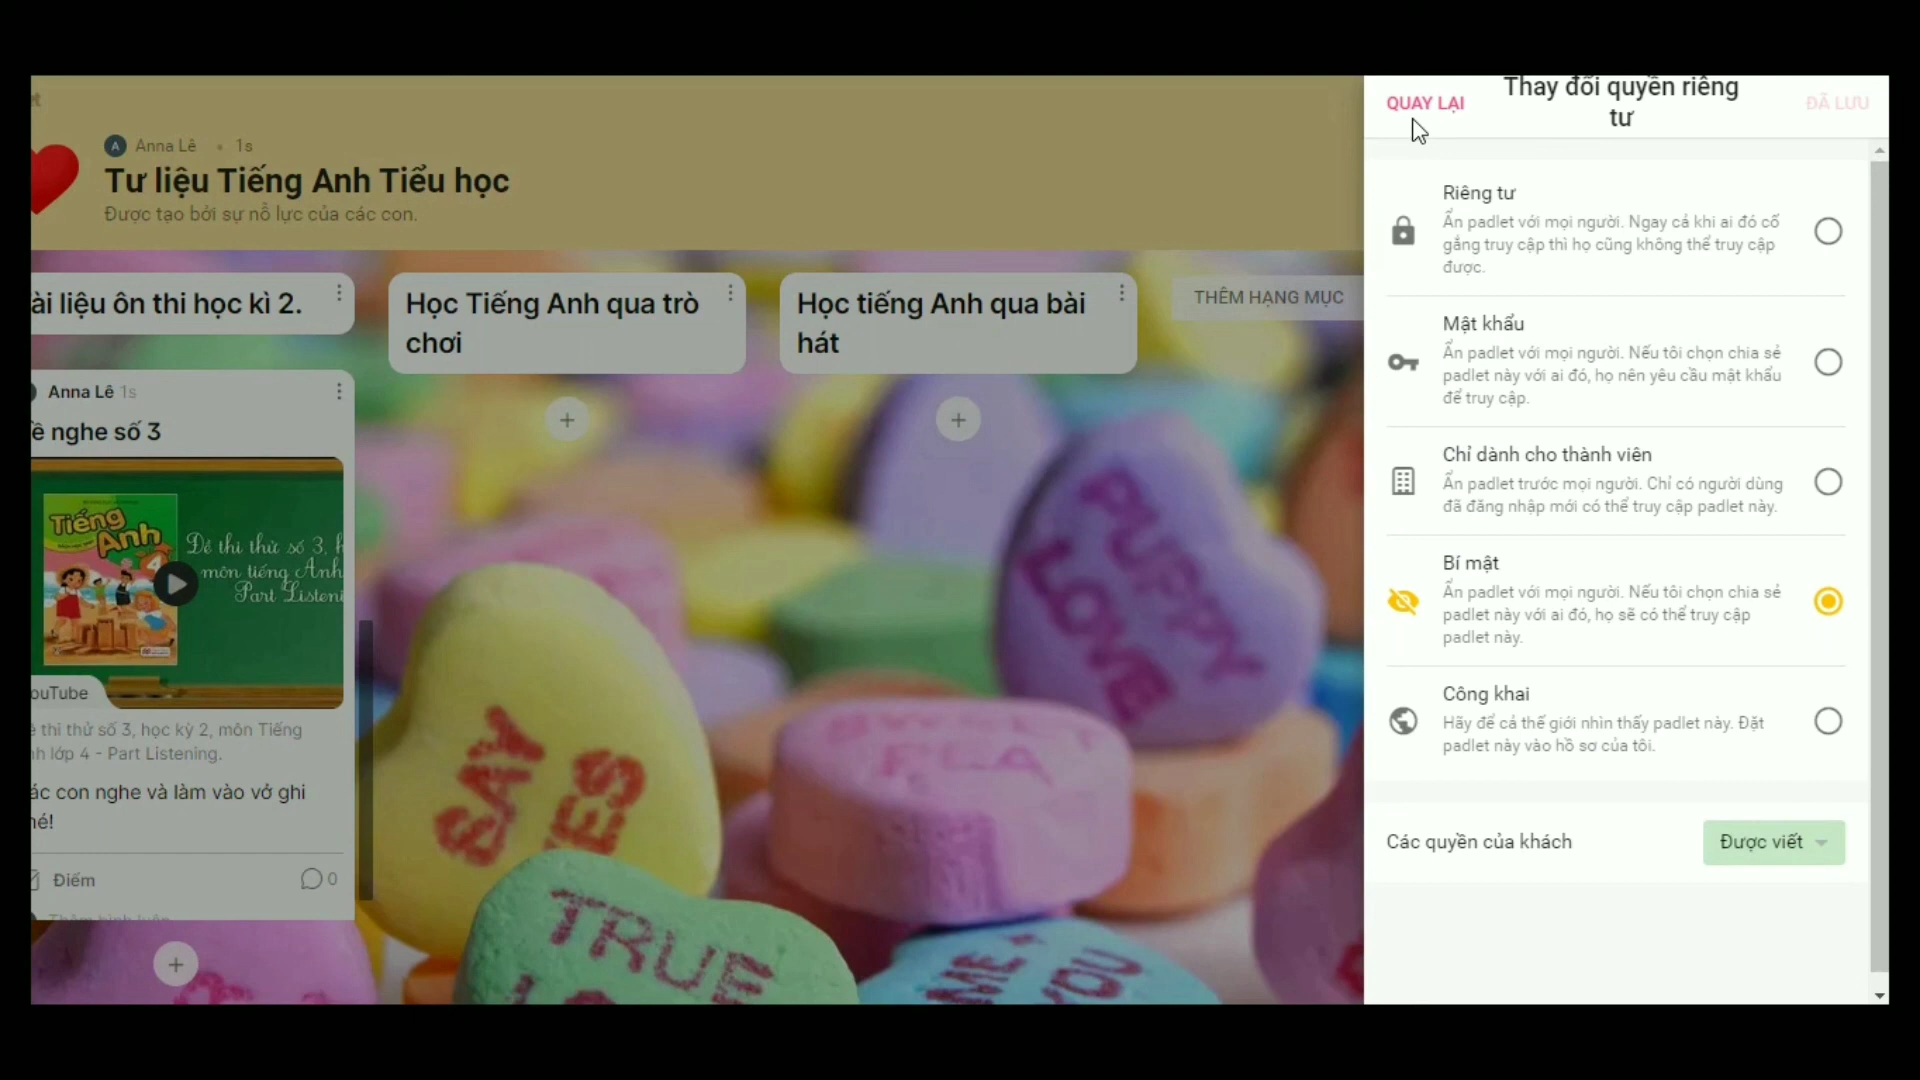 Anna Lê • 1s
Tư liệu Tiếng Anh Tiểu học
Được tạo bởi sự nỗ lực của các con.
ài liệu ôn thi học kì 2.
Học Tiếng Anh qua trò
chơi
Học tiếng Anh qua bài
hát
THÊM HẠNG MỤC
Anna Lê 1s
ề nghe số 3
Tiếng
Anh
4
Đề thi thử số 3, h
môn tiếng Anh
Part Listeni
ouTube
ề thi thử số 3, học kỳ 2, môn Tiếng
nh lớp 4 - Part Listening.
ác con nghe và làm vào vở ghi
hé!
Điểm
0
Thêm bình luận
SAY
YES
TRUE
PUPPY
LOVE
ME
YOU
QUAY LẠI
Thay đổi quyền riêng
tư
ĐÃ LƯU
Riêng tư
Ẩn padlet với mọi người. Ngay cả khi ai đó cố
gắng truy cập thì họ cũng không thể truy cập
được.
Mật khẩu
Ẩn padlet với mọi người. Nếu tôi chọn chia sẻ
padlet này với ai đó, họ nên yêu cầu mật khẩu
để truy cập.
Chỉ dành cho thành viên
Ẩn padlet trước mọi người. Chỉ có người dùng
đã đăng nhập mới có thể truy cập padlet này.
Bí mật
Ẩn padlet với mọi người. Nếu tôi chọn chia sẻ
padlet này với ai đó, họ sẽ có thể truy cập
padlet này.
Công khai
Hãy để cả thế giới nhìn thấy padlet này. Đặt
padlet này vào hồ sơ của tôi.
Các quyền của khách
Được viết